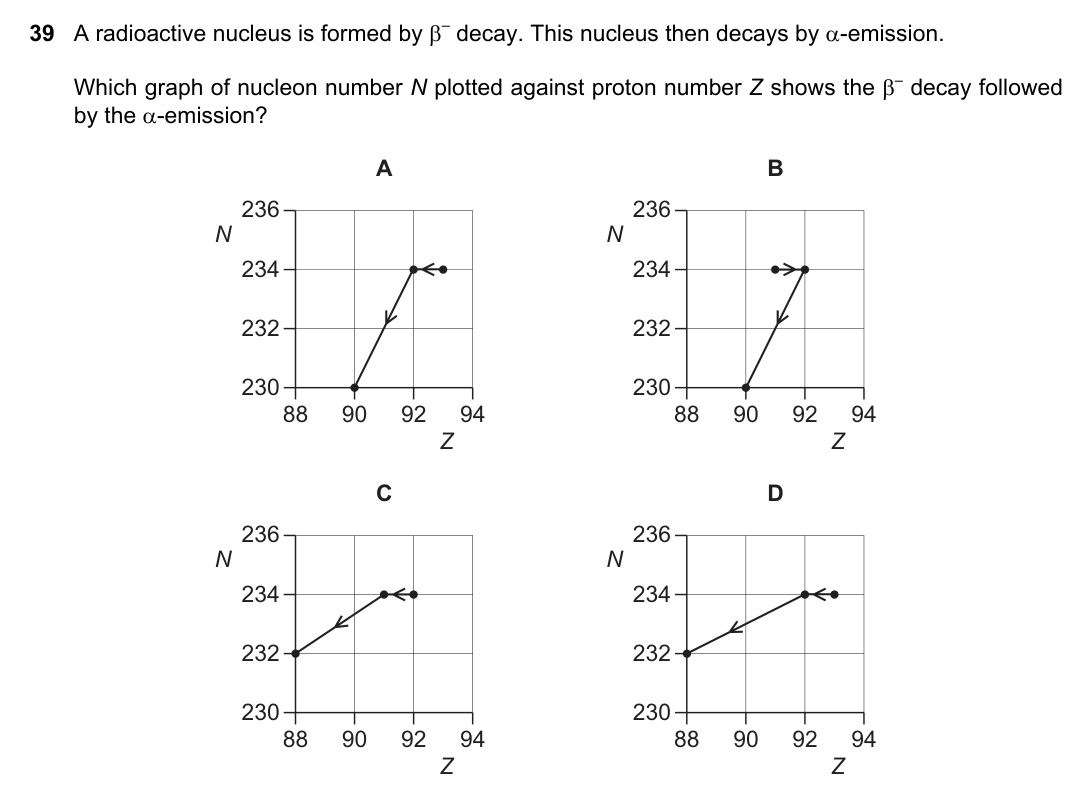 39 A radioactive nucleus is formed by β⁻ decay. This nucleus then decays by α-emission.
Which graph of nucleon number N plotted against proton number Z shows the β⁻ decay followed
by the α-emission?
A
236
N
234
232
230
88 90 92 94
Z
B
236
N
234
232
230
88 90 92 94
Z
C
236
N
234
232
230
88 90 92 94
Z
D
236
N
234
232
230
88 90 92 94
Z